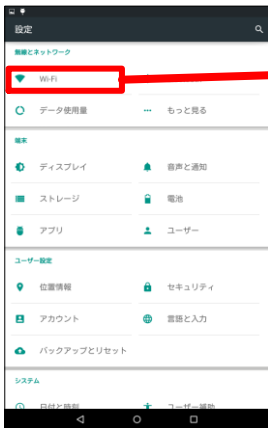 設定
無線とネットワーク
Wi-Fi
データ使用量
もっと見る
端末
ディスプレイ
音声と通知
ストレージ
電池
アプリ
ユーザー
ユーザー設定
位置情報
セキュリティ
アカウント
言語と入力
バックアップとリセット
システム
日付と時刻
ユーザー補助